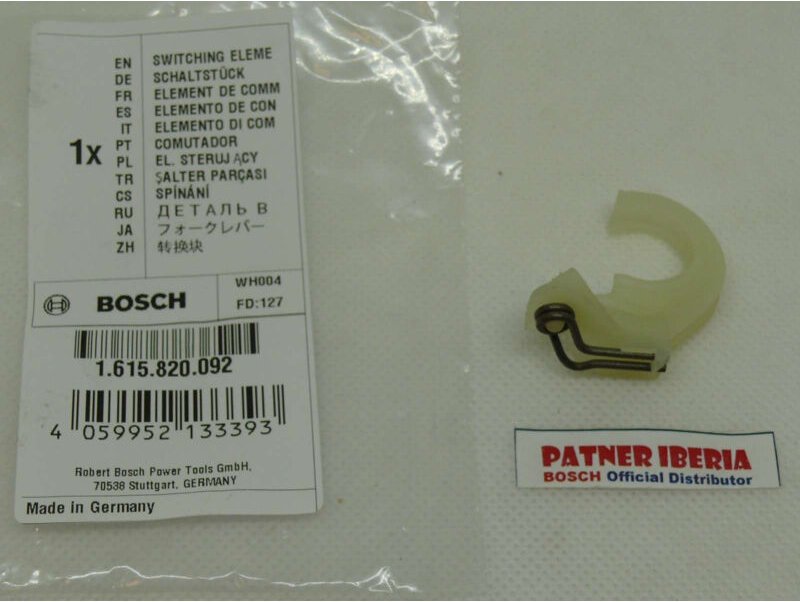 1x
EN SWITCHING ELEME
DE SCHALTSTÜCK
FR ELEMENT DE COMM
ES ELEMENTO DE CON
IT ELEMENTO DI COM
PT COMUTADOR
PL EL. STERUJĄCY
TR ŞALTER PARÇASI
CS SPÍNÁNÍ
RU ДЕТАЛЬ В
JA フォークレバー
ZH 转换块
BOSCH
WH004
FD:127
1.615.820.092
4 059952 133393
Robert Bosch Power Tools GmbH,
70538 Stuttgart, GERMANY
Made in Germany
PATNER IBERIA
BOSCH Official Distributor